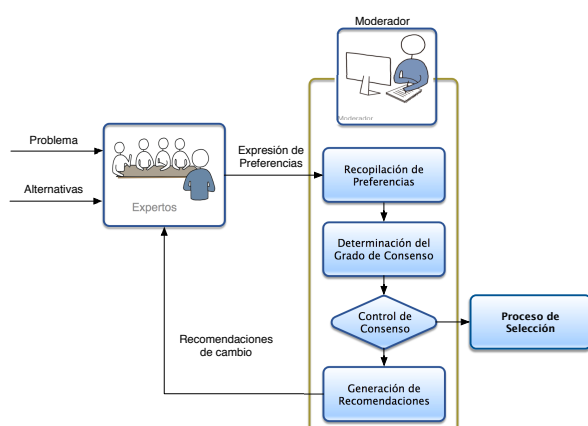 Moderador
Moderador
Problema
Alternativas
Expertos
Expresión de
Preferencias
Recopilación de
Preferencias
Determinación del
Grado de Consenso
Control de
Consenso
Proceso de
Selección
Recomendaciones
de cambio
Generación de
Recomendaciones